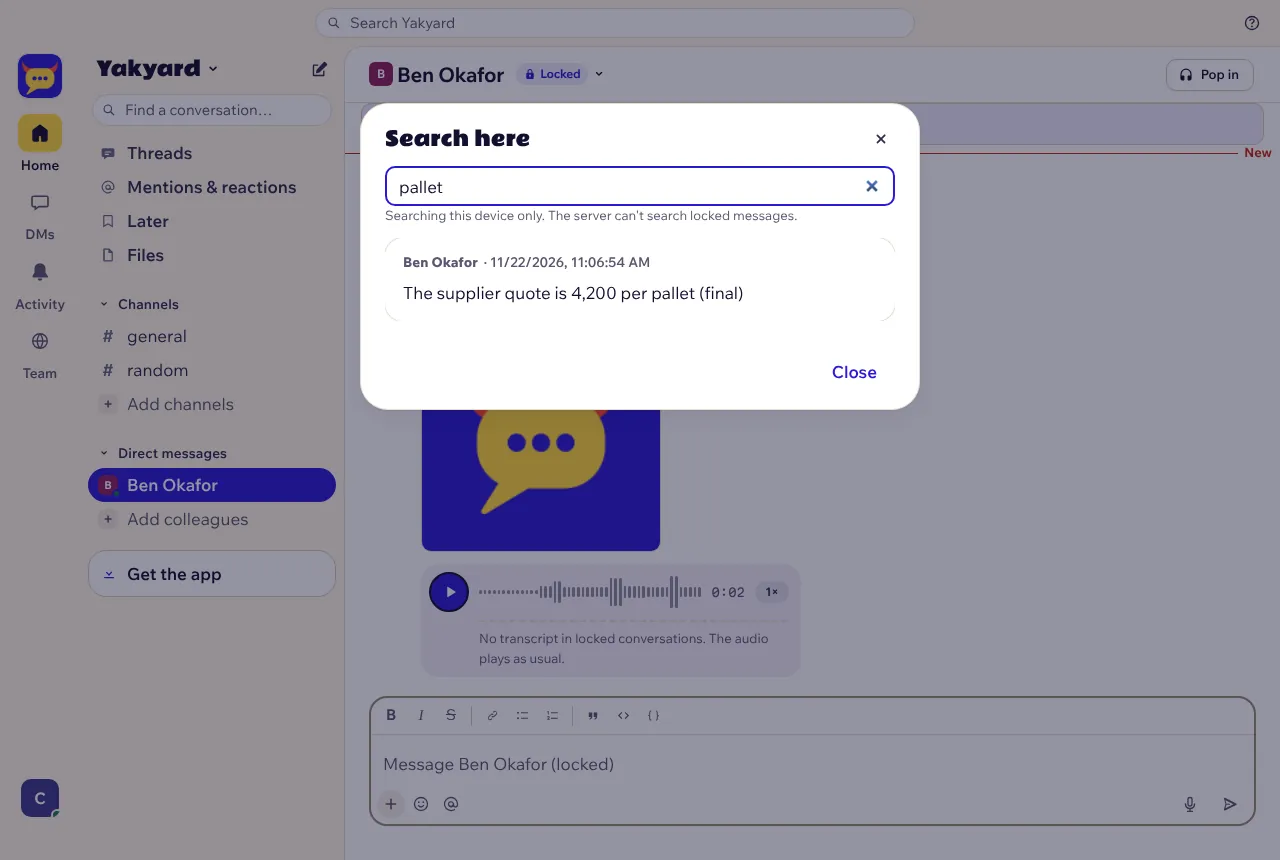 Search Yakyard
Yakyard
Find a conversation…
Home
Threads
Mentions & reactions
DMs
Later
Files
Activity
Channels
# general
Team
# random
+ Add channels
Direct messages
B Ben Okafor
+ Add colleagues
Get the app
C
B Ben Okafor Locked
Pop in
New
Search here
pallet
Searching this device only. The server can't search locked messages.
Ben Okafor · 11/22/2026, 11:06:54 AM
The supplier quote is 4,200 per pallet (final)
Close
0:02 1×
No transcript in locked conversations. The audio
plays as usual.
B I S
Message Ben Okafor (locked)